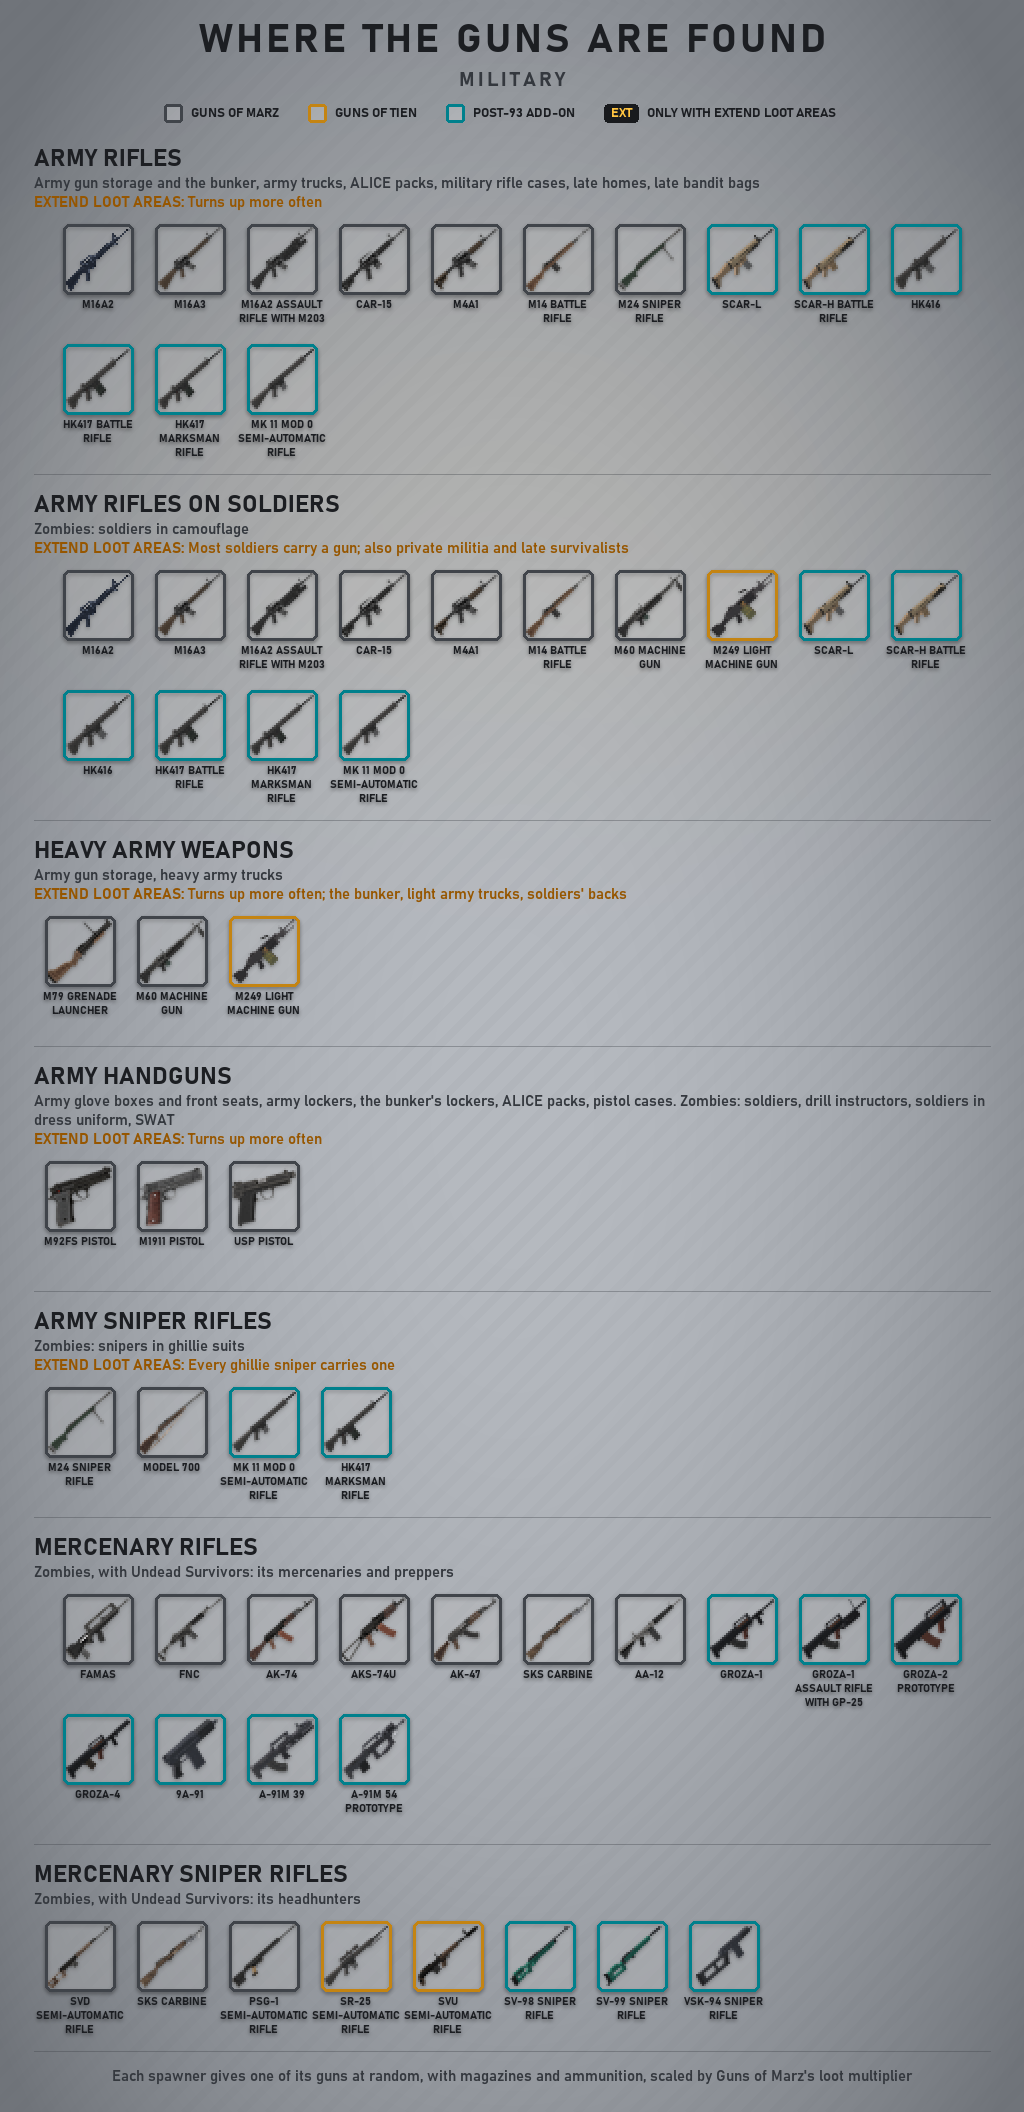 WHERE THE GUNS ARE FOUND
MILITARY
GUNS OF MARZ
GUNS OF TIEN
POST-93 ADD-ON
EXT ONLY WITH EXTEND LOOT AREAS
ARMY RIFLES
Army gun storage and the bunker, army trucks, ALICE packs, military rifle cases, late homes, late bandit bags
EXTEND LOOT AREAS: Turns up more often
M16A2
M16A3
M16A2 ASSAULT
RIFLE WITH M203
CAR-15
M4A1
M14 BATTLE
RIFLE
M24 SNIPER
RIFLE
SCAR-L
SCAR-H BATTLE
RIFLE
HK416
HK417 BATTLE
RIFLE
HK417
MARKSMAN
RIFLE
MK 11 MOD 0
SEMI-AUTOMATIC
RIFLE
ARMY RIFLES ON SOLDIERS
Zombies: soldiers in camouflage
EXTEND LOOT AREAS: Most soldiers carry a gun; also private militia and late survivalists
M16A2
M16A3
M16A2 ASSAULT
RIFLE WITH M203
CAR-15
M4A1
M14 BATTLE
RIFLE
M60 MACHINE
GUN
M249 LIGHT
MACHINE GUN
SCAR-L
SCAR-H BATTLE
RIFLE
HK416
HK417 BATTLE
RIFLE
HK417
MARKSMAN
RIFLE
MK 11 MOD 0
SEMI-AUTOMATIC
RIFLE
HEAVY ARMY WEAPONS
Army gun storage, heavy army trucks
EXTEND LOOT AREAS: Turns up more often; the bunker, light army trucks, soldiers' backs
M79 GRENADE
LAUNCHER
M60 MACHINE
GUN
M249 LIGHT
MACHINE GUN
ARMY HANDGUNS
Army glove boxes and front seats, army lockers, the bunker's lockers, ALICE packs, pistol cases. Zombies: soldiers, drill instructors, soldiers in
dress uniform, SWAT
EXTEND LOOT AREAS: Turns up more often
M92FS PISTOL
M1911 PISTOL
USP PISTOL
ARMY SNIPER RIFLES
Zombies: snipers in ghillie suits
EXTEND LOOT AREAS: Every ghillie sniper carries one
M24 SNIPER
RIFLE
MODEL 700
MK 11 MOD 0
SEMI-AUTOMATIC
RIFLE
HK417
MARKSMAN
RIFLE
MERCENARY RIFLES
Zombies, with Undead Survivors: its mercenaries and preppers
FAMAS
FNC
AK-74
AKS-74U
AK-47
SKS CARBINE
AA-12
GROZA-1
GROZA-1
ASSAULT RIFLE
WITH GP-25
GROZA-2
PROTOTYPE
GROZA-4
9A-91
A-91M 39
A-91M 54
PROTOTYPE
MERCENARY SNIPER RIFLES
Zombies, with Undead Survivors: its headhunters
SVD
SEMI-AUTOMATIC
RIFLE
SKS CARBINE
PSG-1
SEMI-AUTOMATIC
RIFLE
SR-25
SEMI-AUTOMATIC
RIFLE
SVU
SEMI-AUTOMATIC
RIFLE
SV-98 SNIPER
RIFLE
SV-99 SNIPER
RIFLE
VSK-94 SNIPER
RIFLE
Each spawner gives one of its guns at random, with magazines and ammunition, scaled by Guns of Marz's loot multiplier